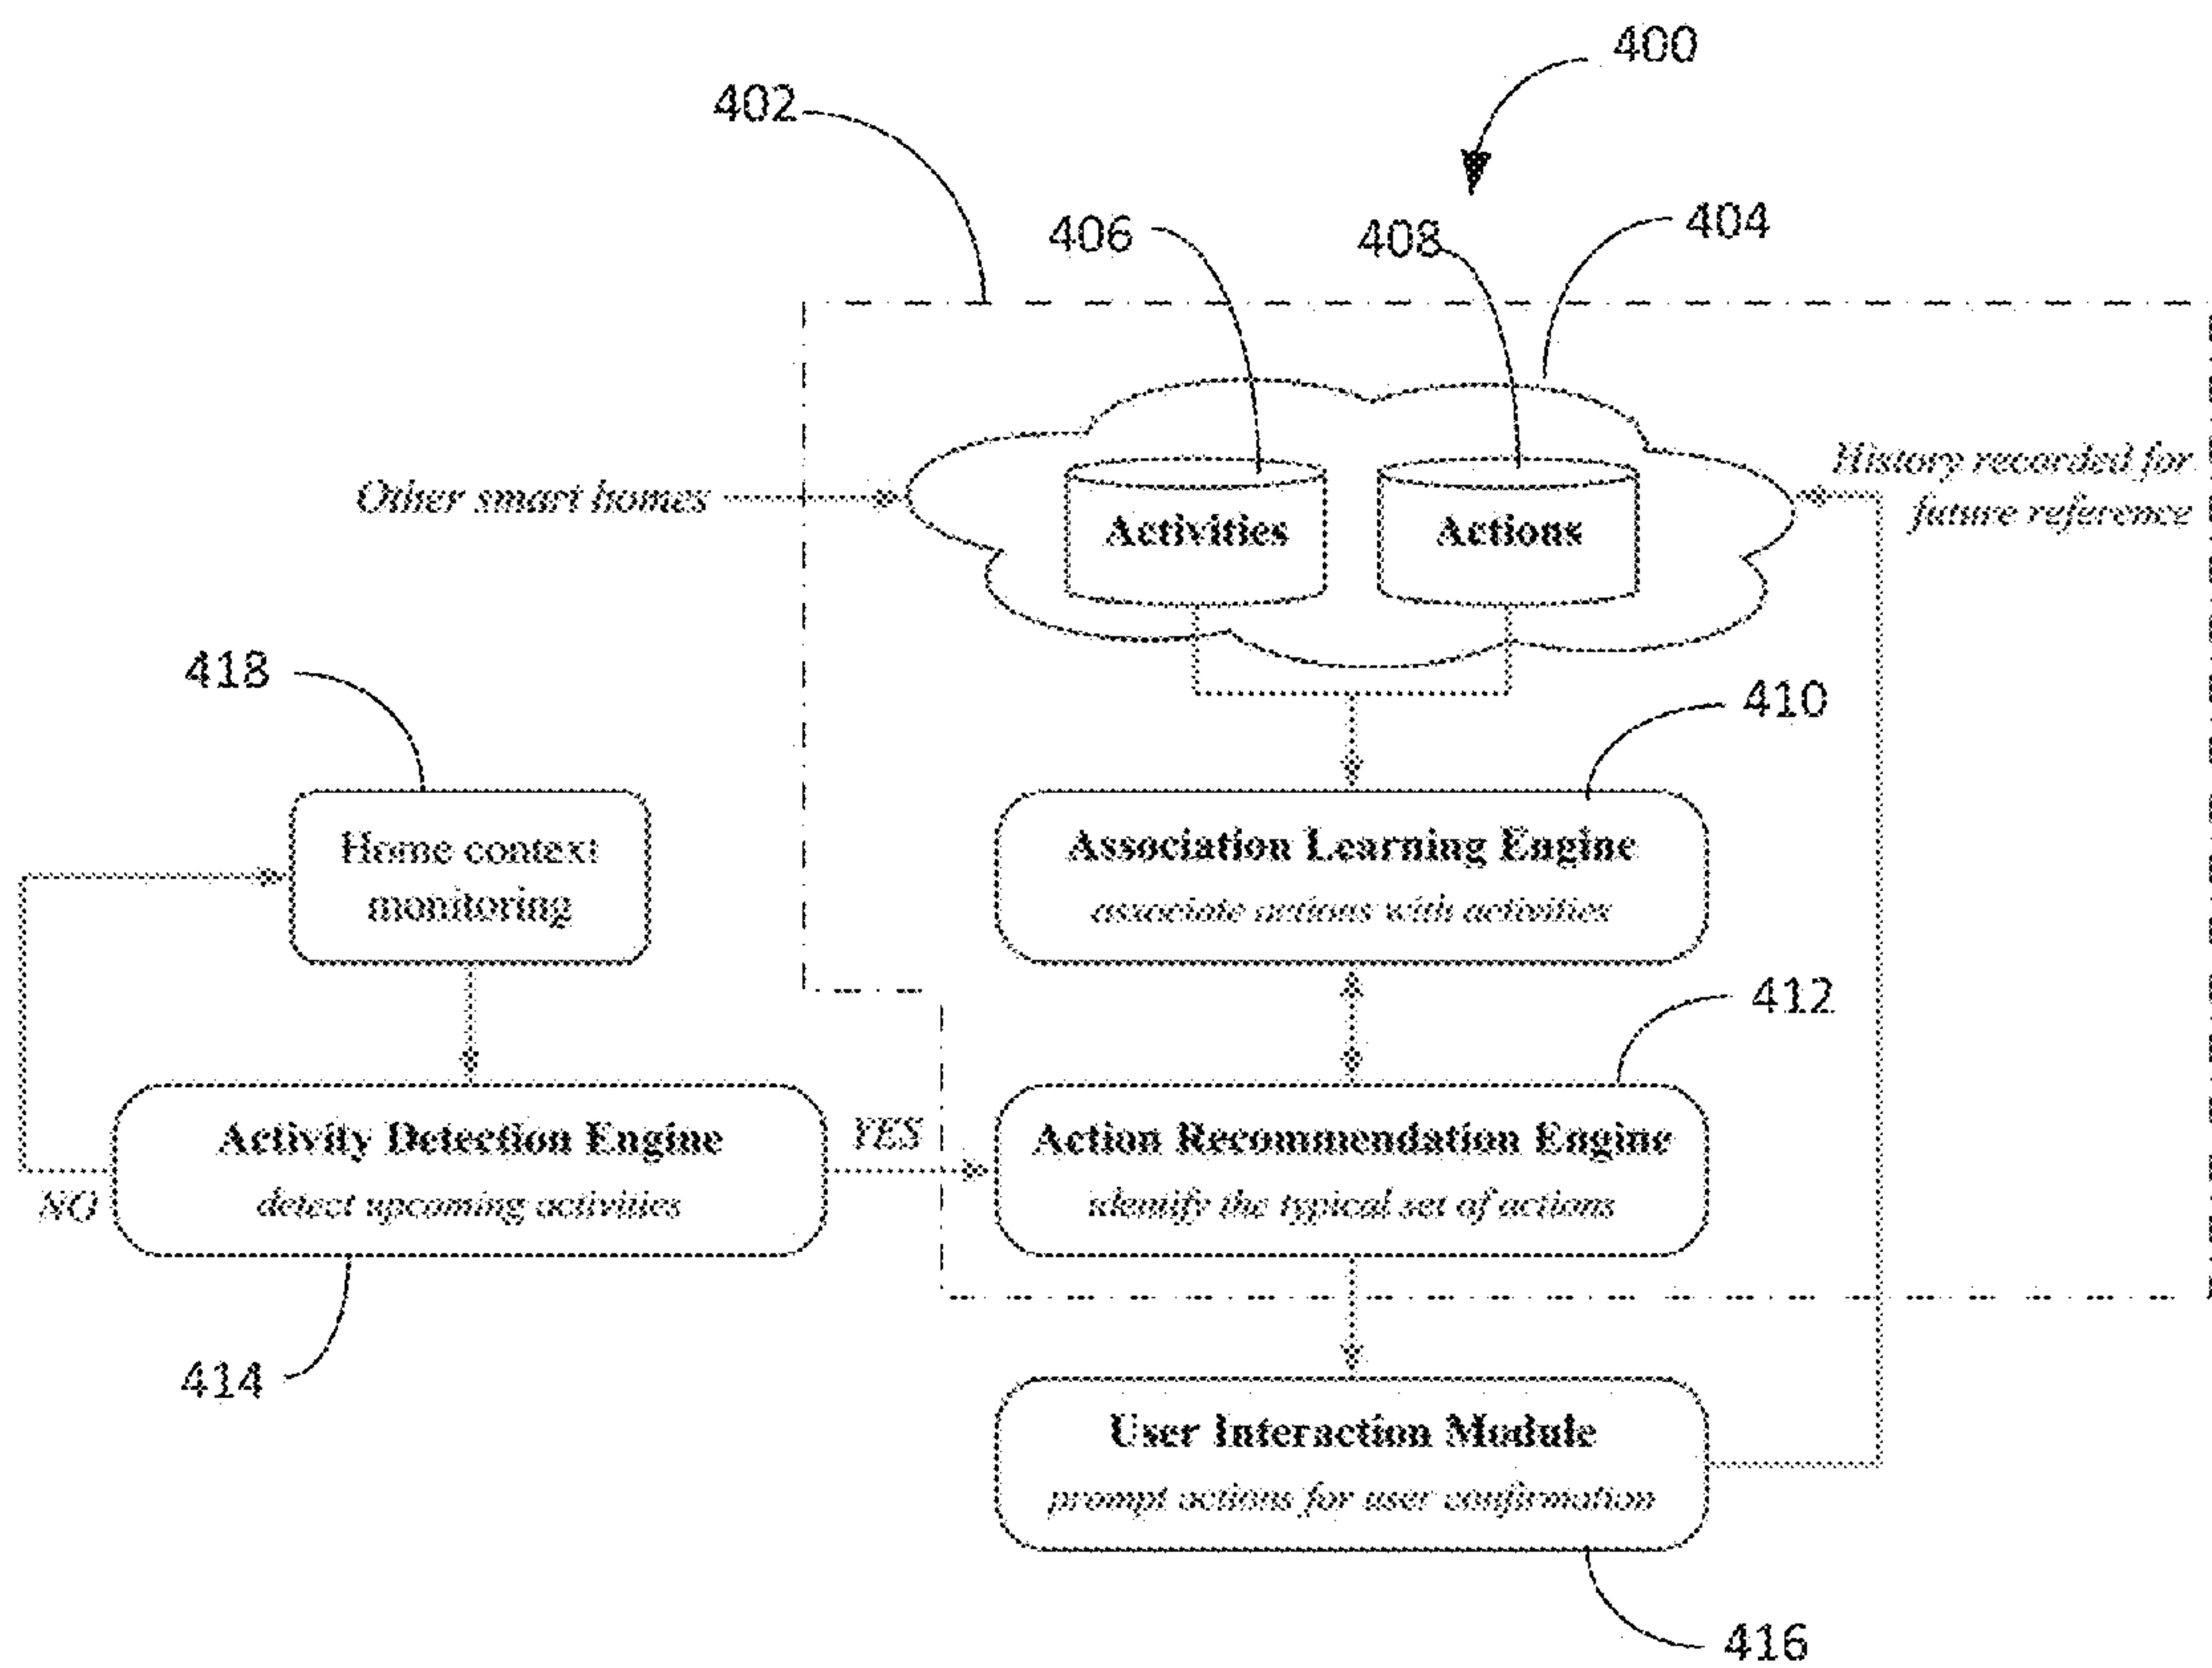 400
402
404
406
408
Other smart homes
History recorded for
future reference
Activities
Actions
418
410
Home context
monitoring
Association Learning Engine
associate actions with activities
412
Activity Detection Engine
detect upcoming activities
YES
NO
Action Recommendation Engine
identify the typical set of actions
414
User Interaction Module
prompt actions for user confirmation
416